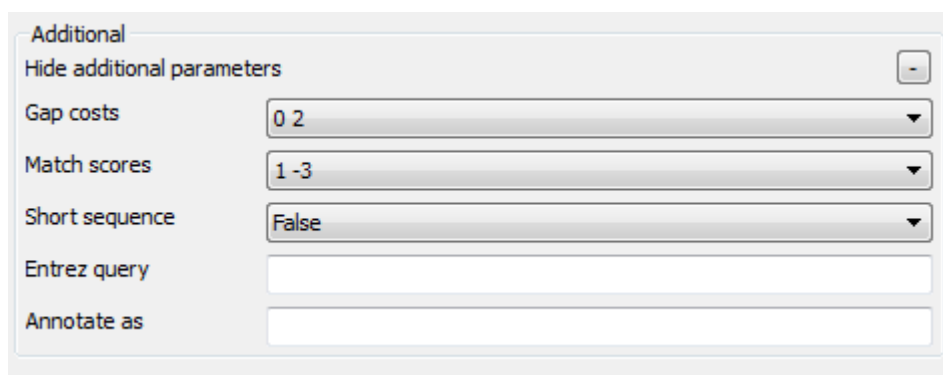 Additional
Hide additional parameters -
Gap costs 0 2
Match scores 1 -3
Short sequence False
Entrez query
Annotate as